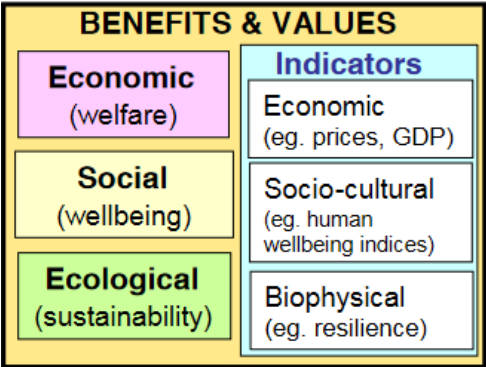 BENEFITS & VALUES
Economic
(welfare)
Social
(wellbeing)
Ecological
(sustainability)
Indicators
Economic
(eg. prices, GDP)
Socio-cultural
(eg. human
wellbeing indices)
Biophysical
(eg. resilience)